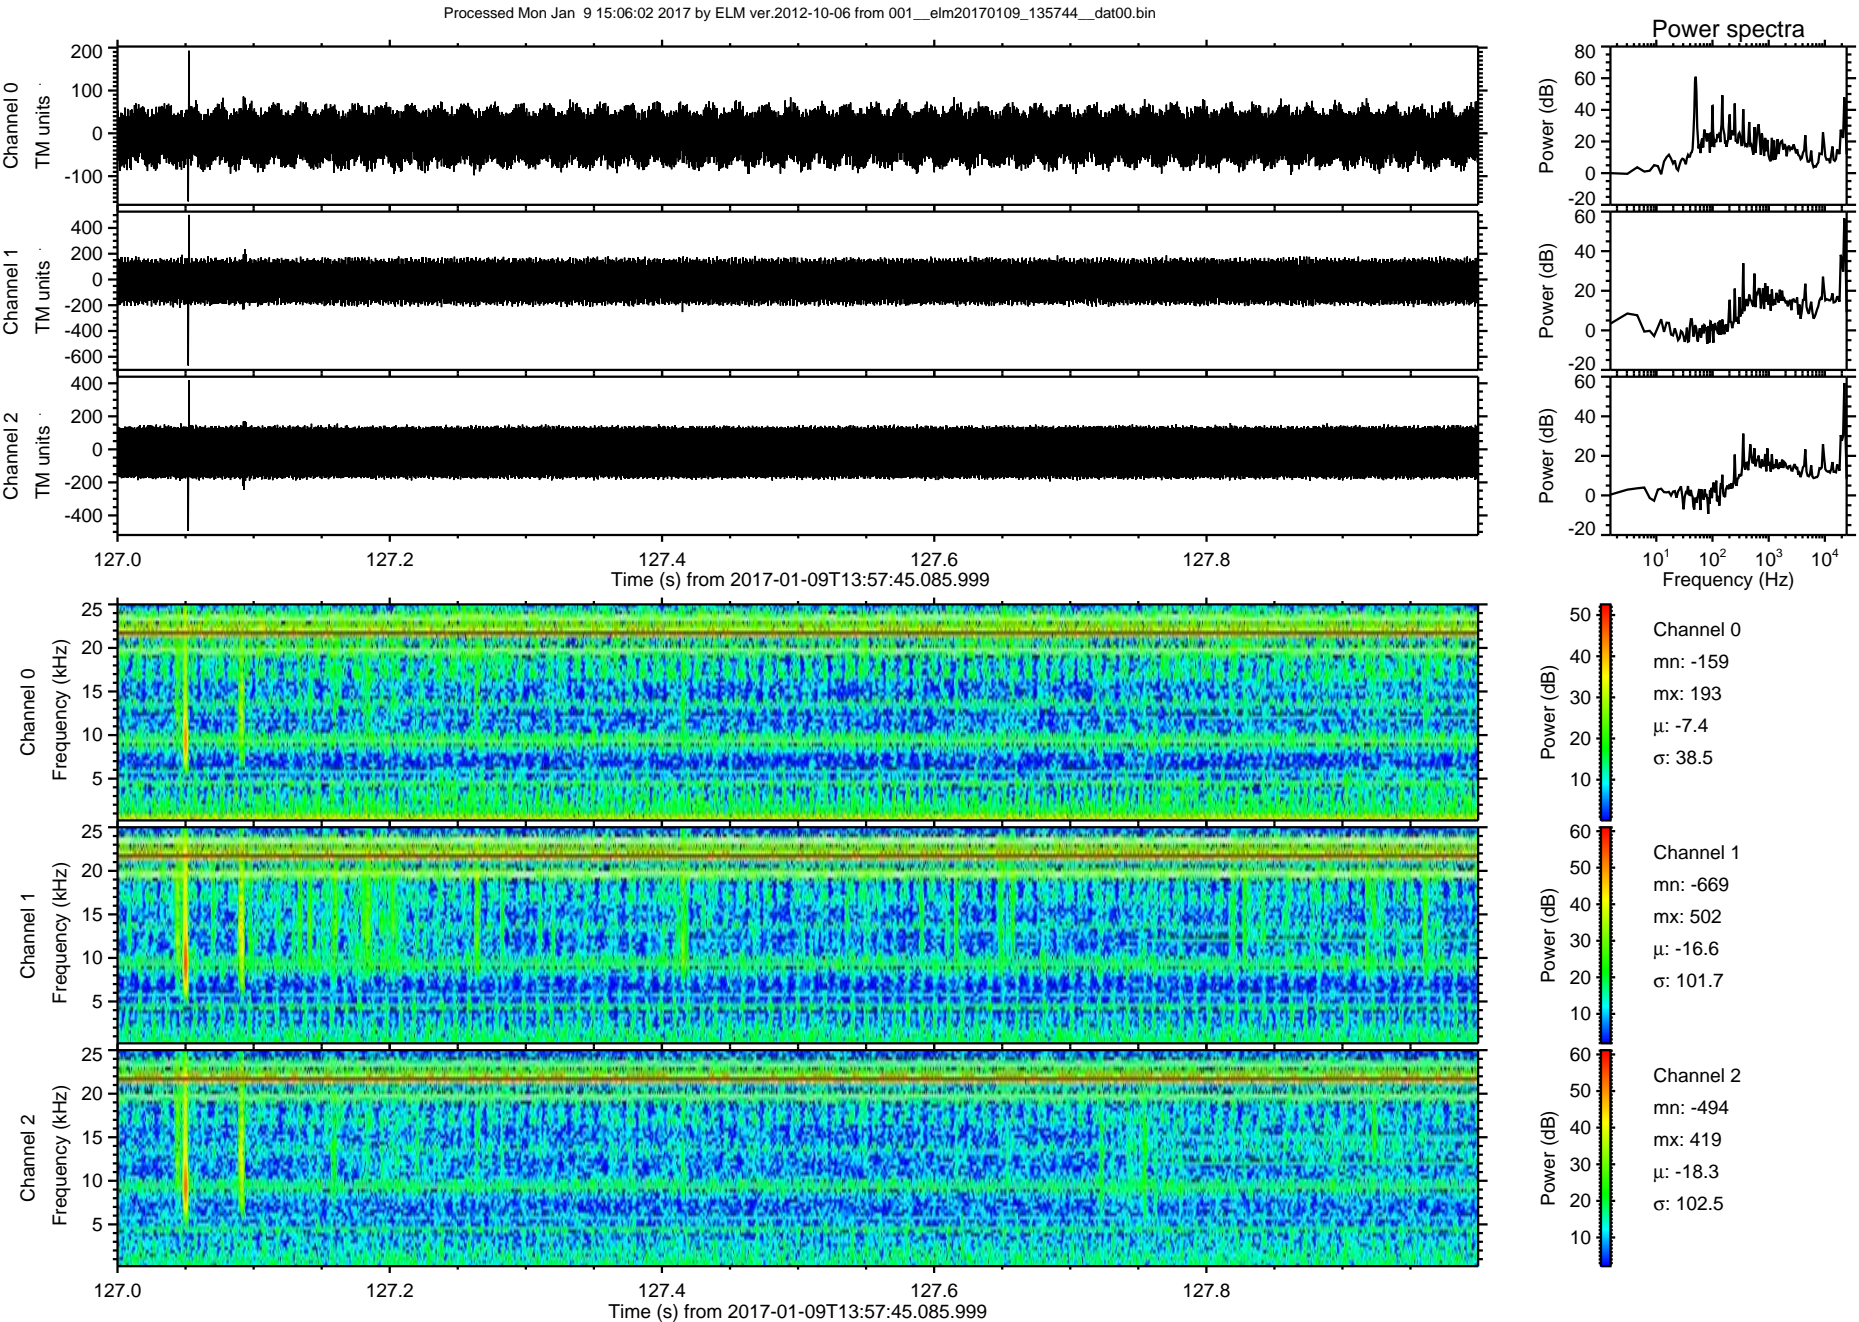 Processed Mon Jan  9 15:06:02 2017 by ELM ver.2012-10-06 from 001__elm20170109_135744__dat00.bin
Power spectra
Channel 0
TM units
200
100
0
-100
Power (dB)
80
60
40
20
0
-20
Channel 1
TM units
400
200
0
-200
-400
-600
Power (dB)
60
40
20
0
-20
Channel 2
TM units
400
200
0
-200
-400
Power (dB)
60
40
20
0
-20
127.0 127.2 127.4 127.6 127.8
Time (s) from 2017-01-09T13:57:45.085.999
10¹ 10² 10³ 10⁴
Frequency (Hz)
Channel 0
Frequency (kHz)
25
20
15
10
5
Power (dB)
50
40
30
20
10
Channel 0
mn: -159
mx: 193
μ: -7.4
σ: 38.5
Channel 1
Frequency (kHz)
25
20
15
10
5
Power (dB)
60
50
40
30
20
10
Channel 1
mn: -669
mx: 502
μ: -16.6
σ: 101.7
Channel 2
Frequency (kHz)
25
20
15
10
5
Power (dB)
60
50
40
30
20
10
Channel 2
mn: -494
mx: 419
μ: -18.3
σ: 102.5
127.0 127.2 127.4 127.6 127.8
Time (s) from 2017-01-09T13:57:45.085.999